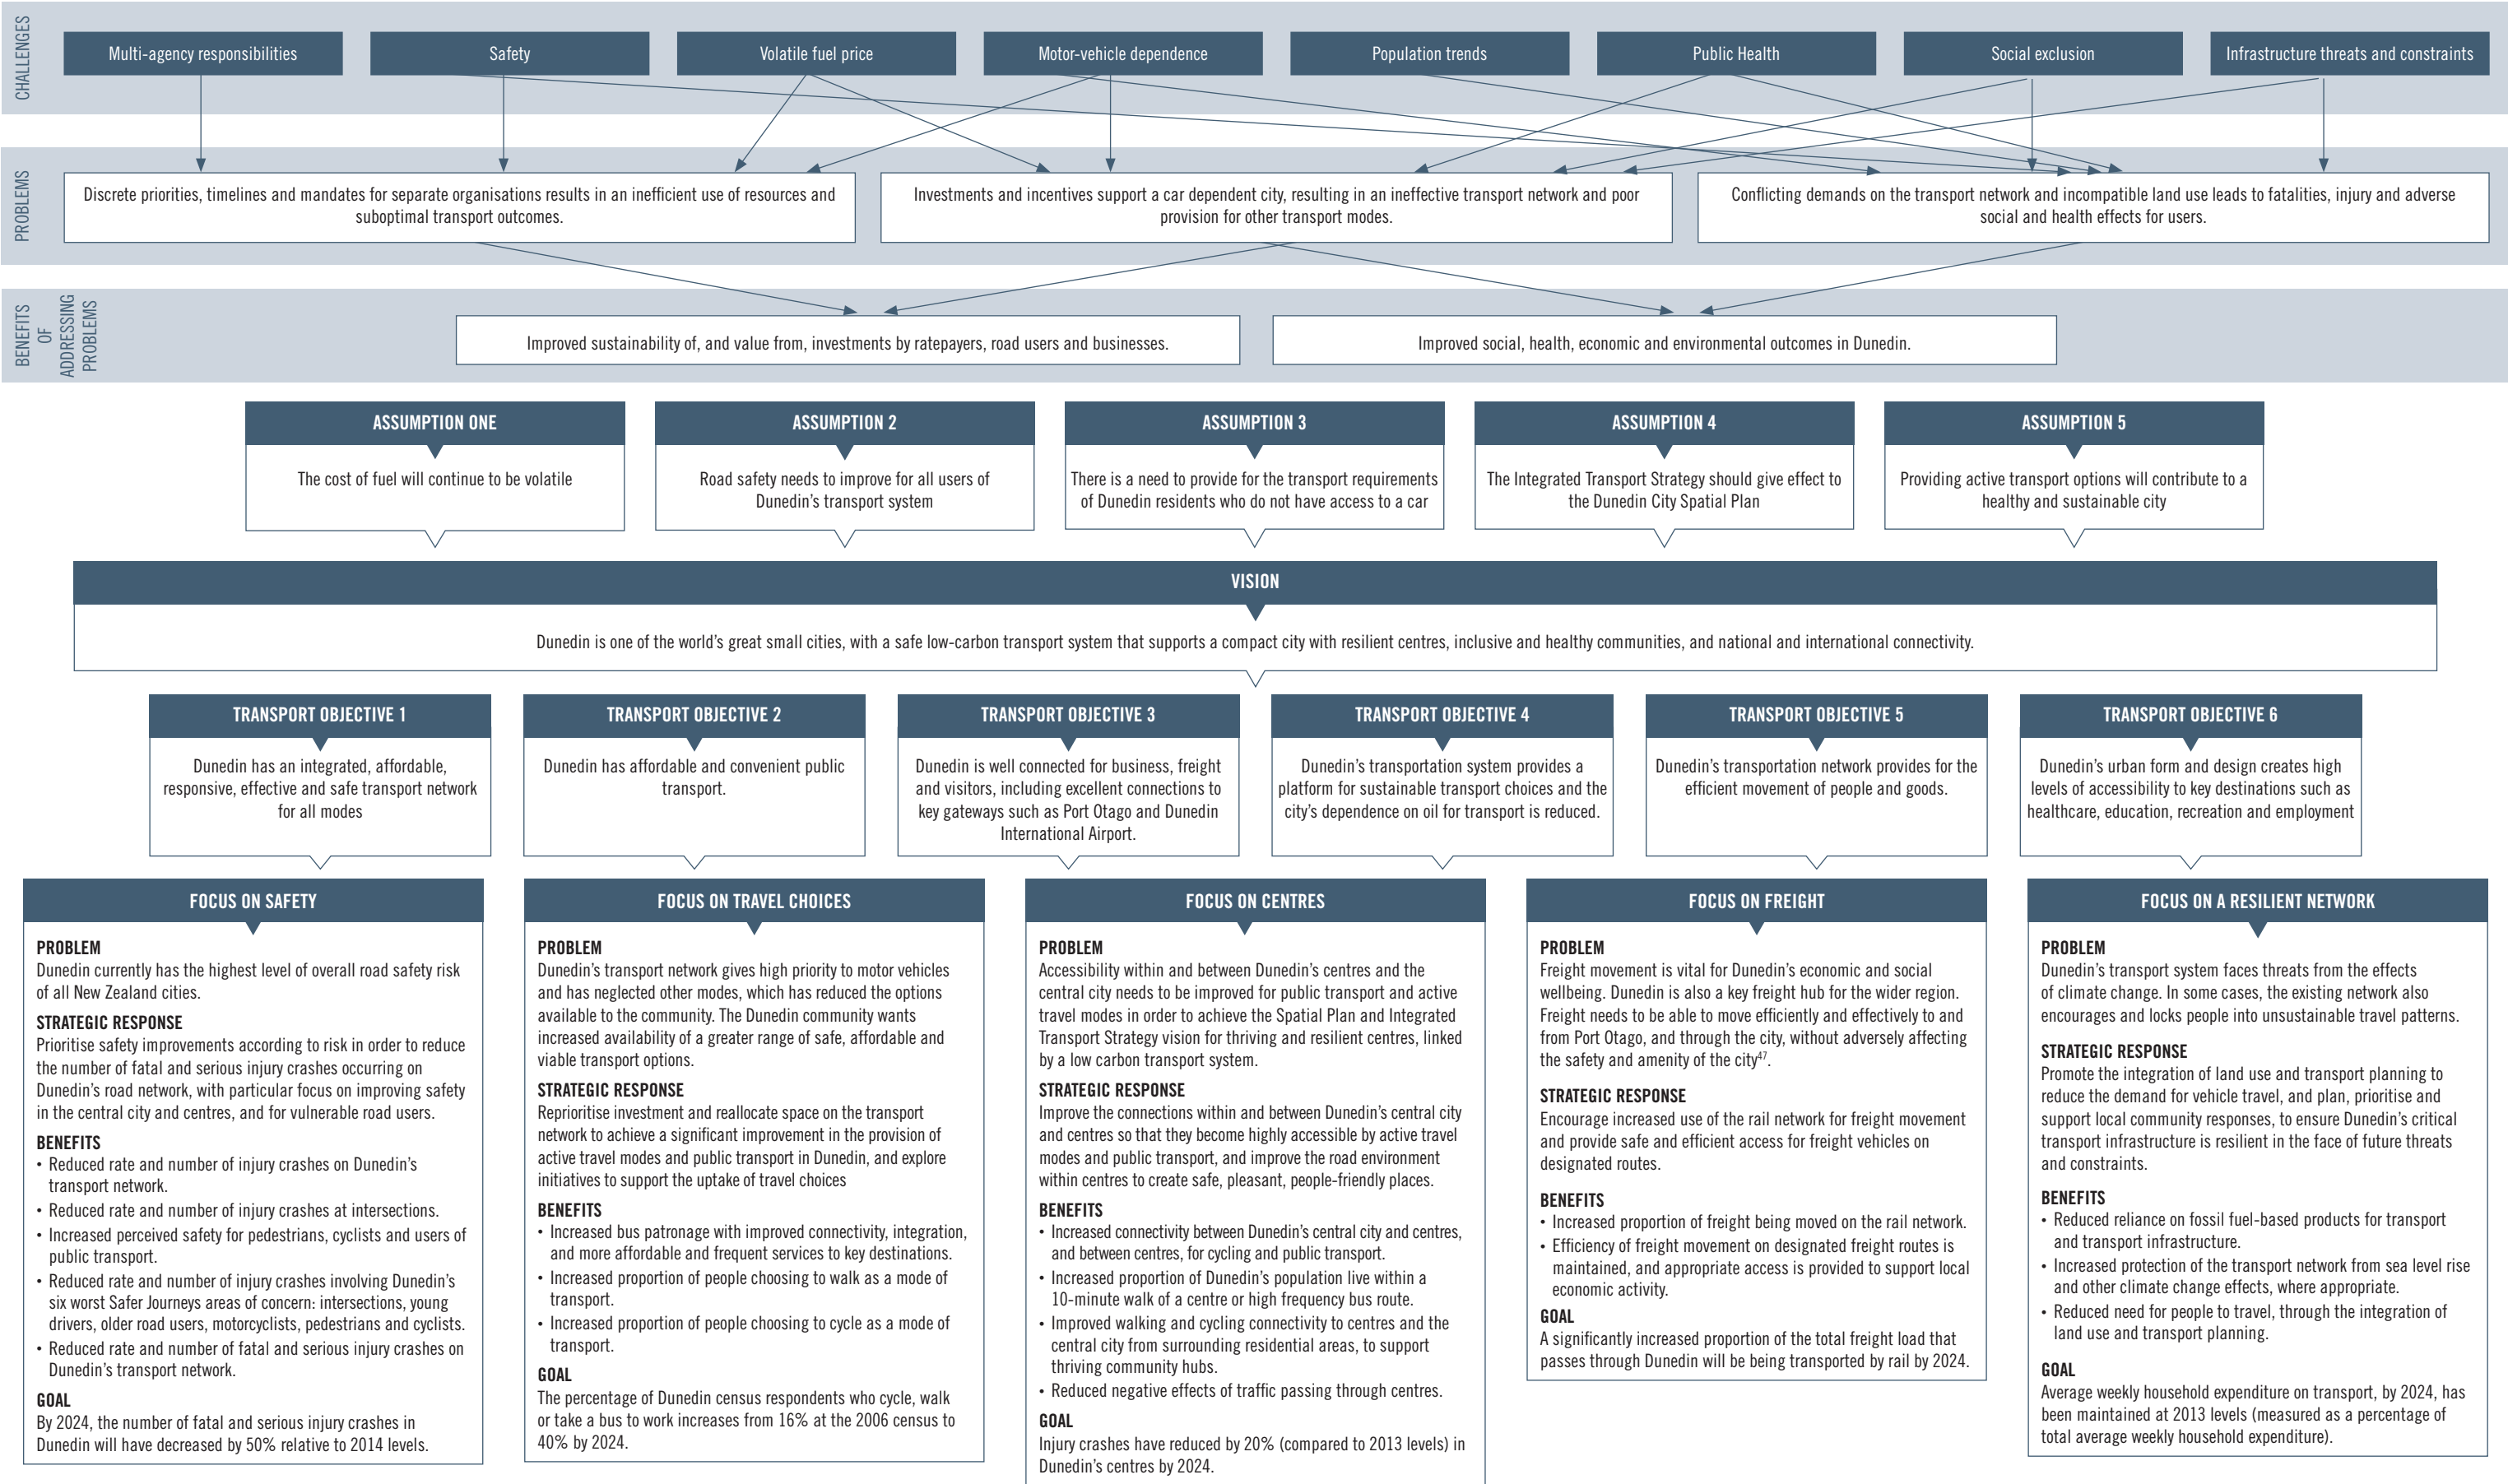 CHALLENGES
Multi-agency responsibilities
Safety
Volatile fuel price
Motor-vehicle dependence
Population trends
Public Health
Social exclusion
Infrastructure threats and constraints
PROBLEMS
Discrete priorities, timelines and mandates for separate organisations results in an inefficient use of resources and
suboptimal transport outcomes.
Investments and incentives support a car dependent city, resulting in an ineffective transport network and poor
provision for other transport modes.
Conflicting demands on the transport network and incompatible land use leads to fatalities, injury and adverse
social and health effects for users.
BENEFITS
OF
ADDRESSING
PROBLEMS
Improved sustainability of, and value from, investments by ratepayers, road users and businesses.
Improved social, health, economic and environmental outcomes in Dunedin.
ASSUMPTION ONE
The cost of fuel will continue to be volatile
ASSUMPTION 2
Road safety needs to improve for all users of
Dunedin's transport system
ASSUMPTION 3
There is a need to provide for the transport requirements
of Dunedin residents who do not have access to a car
ASSUMPTION 4
The Integrated Transport Strategy should give effect to
the Dunedin City Spatial Plan
ASSUMPTION 5
Providing active transport options will contribute to a
healthy and sustainable city
VISION
Dunedin is one of the world's great small cities, with a safe low-carbon transport system that supports a compact city with resilient centres, inclusive and healthy communities, and national and international connectivity.
TRANSPORT OBJECTIVE 1
Dunedin has an integrated, affordable,
responsive, effective and safe transport network
for all modes
TRANSPORT OBJECTIVE 2
Dunedin has affordable and convenient public
transport.
TRANSPORT OBJECTIVE 3
Dunedin is well connected for business, freight
and visitors, including excellent connections to
key gateways such as Port Otago and Dunedin
International Airport.
TRANSPORT OBJECTIVE 4
Dunedin's transportation system provides a
platform for sustainable transport choices and the
city's dependence on oil for transport is reduced.
TRANSPORT OBJECTIVE 5
Dunedin's transportation network provides for the
efficient movement of people and goods.
TRANSPORT OBJECTIVE 6
Dunedin's urban form and design creates high
levels of accessibility to key destinations such as
healthcare, education, recreation and employment
FOCUS ON SAFETY
PROBLEM
Dunedin currently has the highest level of overall road safety risk
of all New Zealand cities.
STRATEGIC RESPONSE
Prioritise safety improvements according to risk in order to reduce
the number of fatal and serious injury crashes occurring on
Dunedin's road network, with particular focus on improving safety
in the central city and centres, and for vulnerable road users.
BENEFITS
• Reduced rate and number of injury crashes on Dunedin's
transport network.
• Reduced rate and number of injury crashes at intersections.
• Increased perceived safety for pedestrians, cyclists and users of
public transport.
• Reduced rate and number of injury crashes involving Dunedin's
six worst Safer Journeys areas of concern: intersections, young
drivers, older road users, motorcyclists, pedestrians and cyclists.
• Reduced rate and number of fatal and serious injury crashes on
Dunedin's transport network.
GOAL
By 2024, the number of fatal and serious injury crashes in
Dunedin will have decreased by 50% relative to 2014 levels.
FOCUS ON TRAVEL CHOICES
PROBLEM
Dunedin's transport network gives high priority to motor vehicles
and has neglected other modes, which has reduced the options
available to the community. The Dunedin community wants
increased availability of a greater range of safe, affordable and
viable transport options.
STRATEGIC RESPONSE
Reprioritise investment and reallocate space on the transport
network to achieve a significant improvement in the provision of
active travel modes and public transport in Dunedin, and explore
initiatives to support the uptake of travel choices
BENEFITS
• Increased bus patronage with improved connectivity, integration,
and more affordable and frequent services to key destinations.
• Increased proportion of people choosing to walk as a mode of
transport.
• Increased proportion of people choosing to cycle as a mode of
transport.
GOAL
The percentage of Dunedin census respondents who cycle, walk
or take a bus to work increases from 16% at the 2006 census to
40% by 2024.
FOCUS ON CENTRES
PROBLEM
Accessibility within and between Dunedin's centres and the
central city needs to be improved for public transport and active
travel modes in order to achieve the Spatial Plan and Integrated
Transport Strategy vision for thriving and resilient centres, linked
by a low carbon transport system.
STRATEGIC RESPONSE
Improve the connections within and between Dunedin's central city
and centres so that they become highly accessible by active travel
modes and public transport, and improve the road environment
within centres to create safe, pleasant, people-friendly places.
BENEFITS
• Increased connectivity between Dunedin's central city and centres,
and between centres, for cycling and public transport.
• Increased proportion of Dunedin's population live within a
10-minute walk of a centre or high frequency bus route.
• Improved walking and cycling connectivity to centres and the
central city from surrounding residential areas, to support
thriving community hubs.
• Reduced negative effects of traffic passing through centres.
GOAL
Injury crashes have reduced by 20% (compared to 2013 levels) in
Dunedin's centres by 2024.
FOCUS ON FREIGHT
PROBLEM
Freight movement is vital for Dunedin's economic and social
wellbeing. Dunedin is also a key freight hub for the wider region.
Freight needs to be able to move efficiently and effectively to and
from Port Otago, and through the city, without adversely affecting
the safety and amenity of the city⁴⁷.
STRATEGIC RESPONSE
Encourage increased use of the rail network for freight movement
and provide safe and efficient access for freight vehicles on
designated routes.
BENEFITS
• Increased proportion of freight being moved on the rail network.
• Efficiency of freight movement on designated freight routes is
maintained, and appropriate access is provided to support local
economic activity.
GOAL
A significantly increased proportion of the total freight load that
passes through Dunedin will be being transported by rail by 2024.
FOCUS ON A RESILIENT NETWORK
PROBLEM
Dunedin's transport system faces threats from the effects
of climate change. In some cases, the existing network also
encourages and locks people into unsustainable travel patterns.
STRATEGIC RESPONSE
Promote the integration of land use and transport planning to
reduce the demand for vehicle travel, and plan, prioritise and
support local community responses, to ensure Dunedin's critical
transport infrastructure is resilient in the face of future threats
and constraints.
BENEFITS
• Reduced reliance on fossil fuel-based products for transport
and transport infrastructure.
• Increased protection of the transport network from sea level rise
and other climate change effects, where appropriate.
• Reduced need for people to travel, through the integration of
land use and transport planning.
GOAL
Average weekly household expenditure on transport, by 2024, has
been maintained at 2013 levels (measured as a percentage of
total average weekly household expenditure).